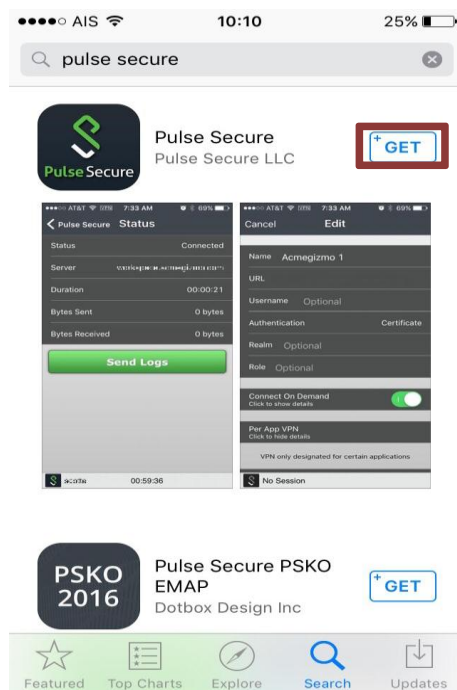 AIS 10:10 25%
pulse secure
Pulse Secure
Pulse Secure
Pulse Secure LLC
+ GET
AT&T 7:33 AM 69%
Pulse Secure Status
Status Connected
Server
Duration 00:00:21
Bytes Sent 0 bytes
Bytes Received 0 bytes
Send Logs
00:59:36
AT&T 7:33 AM 69%
Cancel Edit
Name Acmegizmo 1
URL
Username Optional
Authentication Certificate
Realm Optional
Role Optional
Connect On Demand
Click to show details
Per App VPN
Click to hide details
VPN only designated for certain applications
No Session
PSKO
2016
Pulse Secure PSKO
EMAP
Dotbox Design Inc
+ GET
Featured Top Charts Explore Search Updates